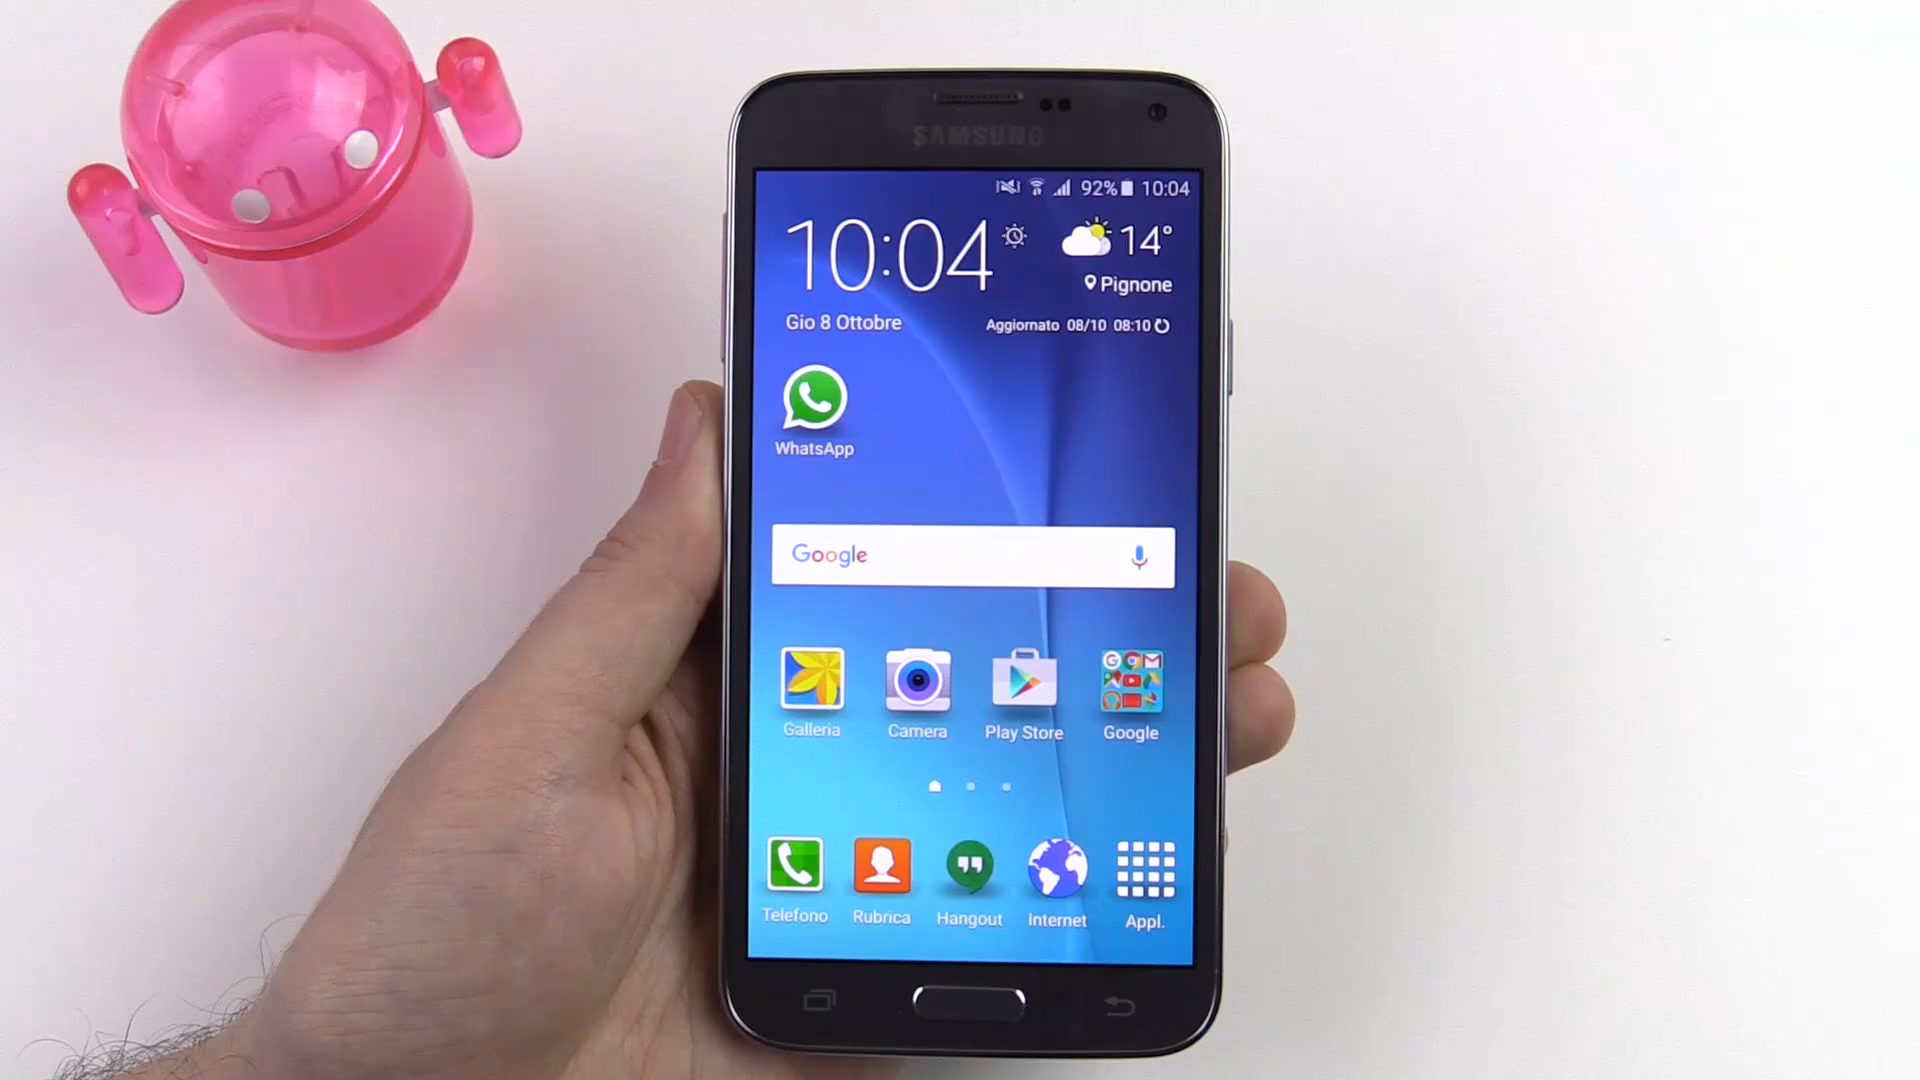 SAMSUNG
92% 10:04
10:04
14°
Pignone
Gio 8 Ottobre
Aggiornato 08/10 08:10
WhatsApp
Google
Galleria Camera Play Store Google
Telefono Rubrica Hangout Internet Appl.